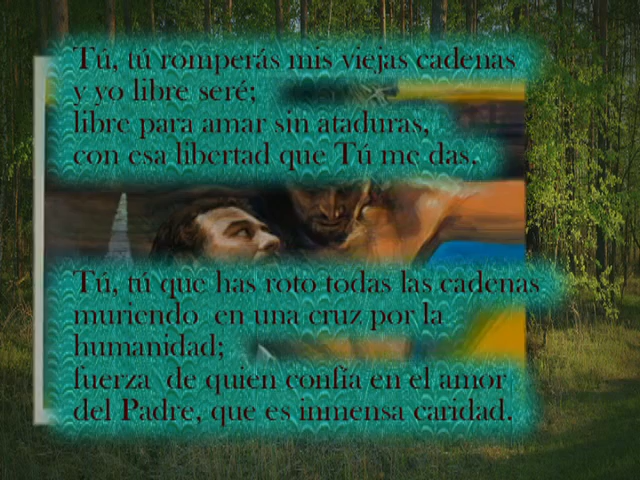 Tú, tú romperás mis viejas cadenas
y yo libre seré;
libre para amar sin ataduras,
con esa libertad que Tú me das.
Tú, tú que has roto todas las cadenas
muriendo en una cruz por la
humanidad;
fuerza de quien confía en el amor
del Padre, que es inmensa caridad.